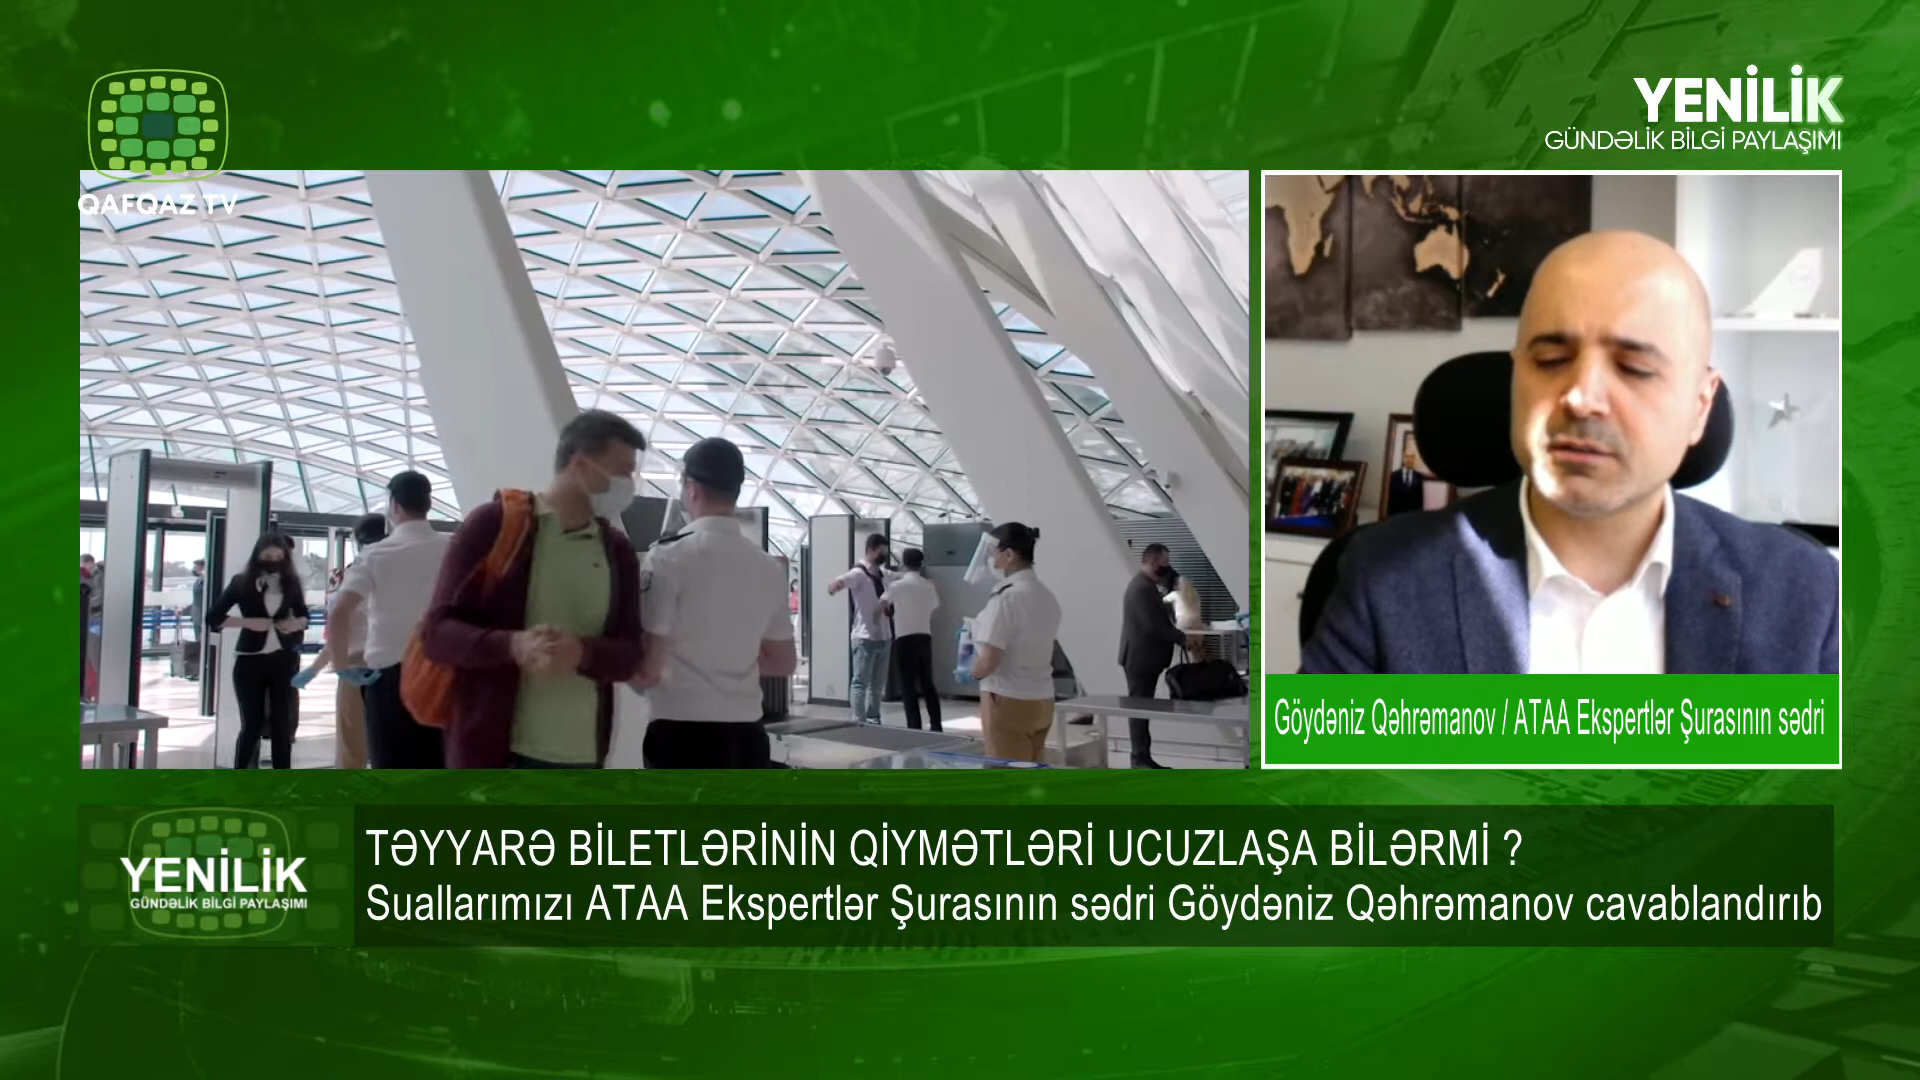 QAFQAZ TV
YENİLİK
GÜNDƏLİK BİLGİ PAYLAŞIMI
Göydəniz Qəhrəmanov / ATAA Ekspertlər Şurasının sədri
YENİLİK
GÜNDƏLİK BİLGİ PAYLAŞIMI
TƏYYARƏ BİLETLƏRİNİN QİYMƏTLƏRİ UCUZLAŞA BİLƏRMİ ?
Suallarımızı ATAA Ekspertlər Şurasının sədri Göydəniz Qəhrəmanov cavablandırıb